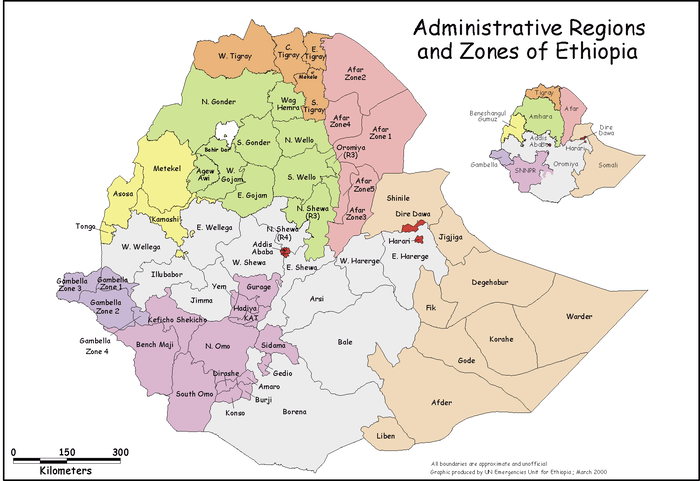 Administrative Regions
and Zones of Ethiopia
W. Tigray
C.
Tigray
E.
Tigray
Mekele
S.
Tigray
Afar
Zone2
N. Gonder
Wag
Hemra
Afar
Zone4
Afar
Zone 1
Bahir Dar
S. Gonder
N. Wello
Oromiya
(R3)
Metekel
Agew
Awi
W.
Gojam
S. Wello
Afar
Zone5
E. Gojam
Asosa
Kamashi
N. Shewa
(R3)
Afar
Zone3
Shinile
Dire Dawa
Tongo
E. Wellega
N. Shewa
(R4)
W. Wellega
Addis
Ababa
Harari
Jigjiga
W. Shewa
E. Shewa
W. Harerge
E. Harerge
Illubabor
Gambella
Zone 3
Gambella
Zone 1
Yem
Gurage
Degehabur
Gambella
Zone 2
Jimma
Arsi
Hadiya
KAT
Fik
Warder
Keficho Shekicho
Gambella
Zone 4
Bench Maji
N. Omo
Sidama
Bale
Korahe
Gode
Dirashe
Gedio
South Omo
Amaro
Burji
Konso
Borena
Afder
Liben
Tigray
Afar
Beneshangul
Gumuz
Amhara
Dire
Dawa
Addis
Ababa
Harari
Gambella
SNNPR
Oromiya
Somali
0 150 300
Kilometers
All boundaries are approximate and unofficial
Graphic produced by UN Emergencies Unit for Ethiopia; March 2000